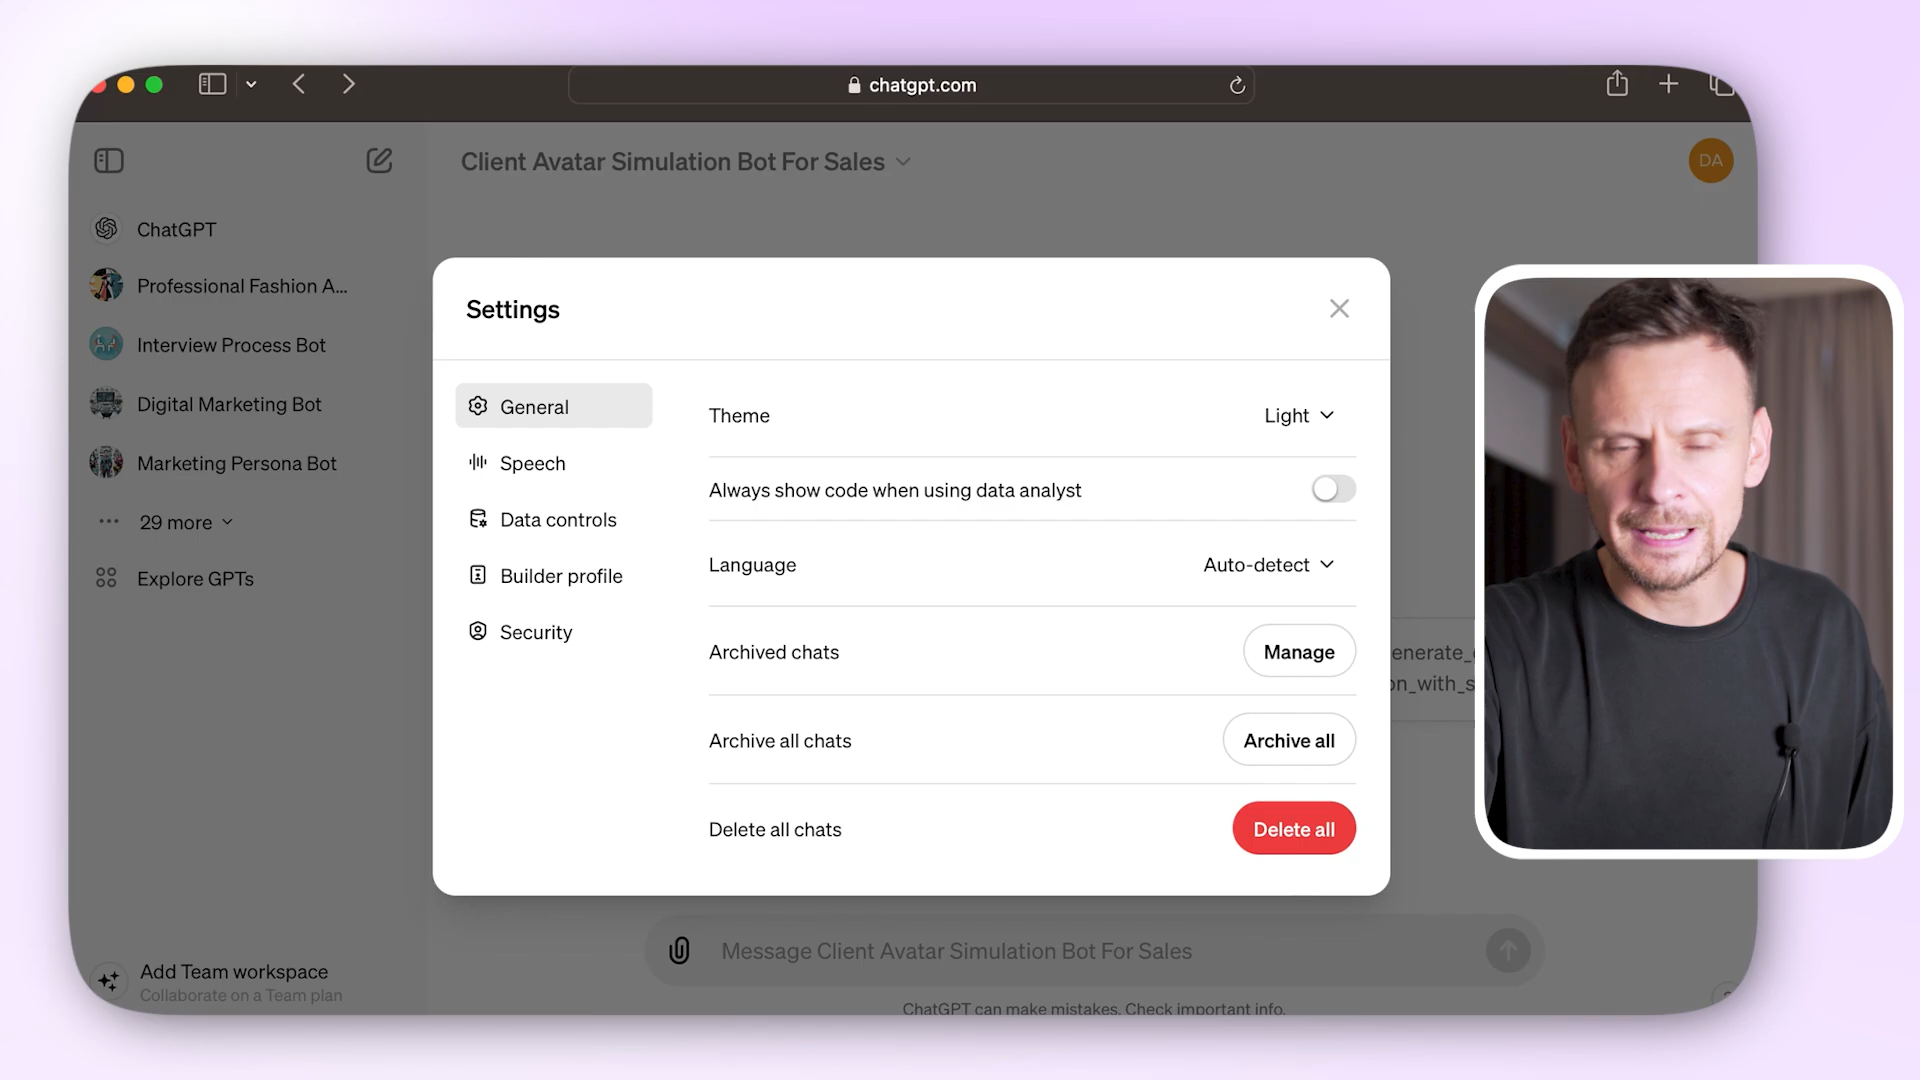 chatgpt.com
Client Avatar Simulation Bot For Sales
DA
ChatGPT
Professional Fashion A...
Interview Process Bot
Digital Marketing Bot
Marketing Persona Bot
29 more
Explore GPTs
Add Team workspace
Collaborate on a Team plan
Settings
General
Speech
Data controls
Builder profile
Security
Theme
Light
Always show code when using data analyst
Language
Auto-detect
Archived chats
Manage
Archive all chats
Archive all
Delete all chats
Delete all
enerate_
on_with_s
Message Client Avatar Simulation Bot For Sales
ChatGPT can make mistakes. Check important info.